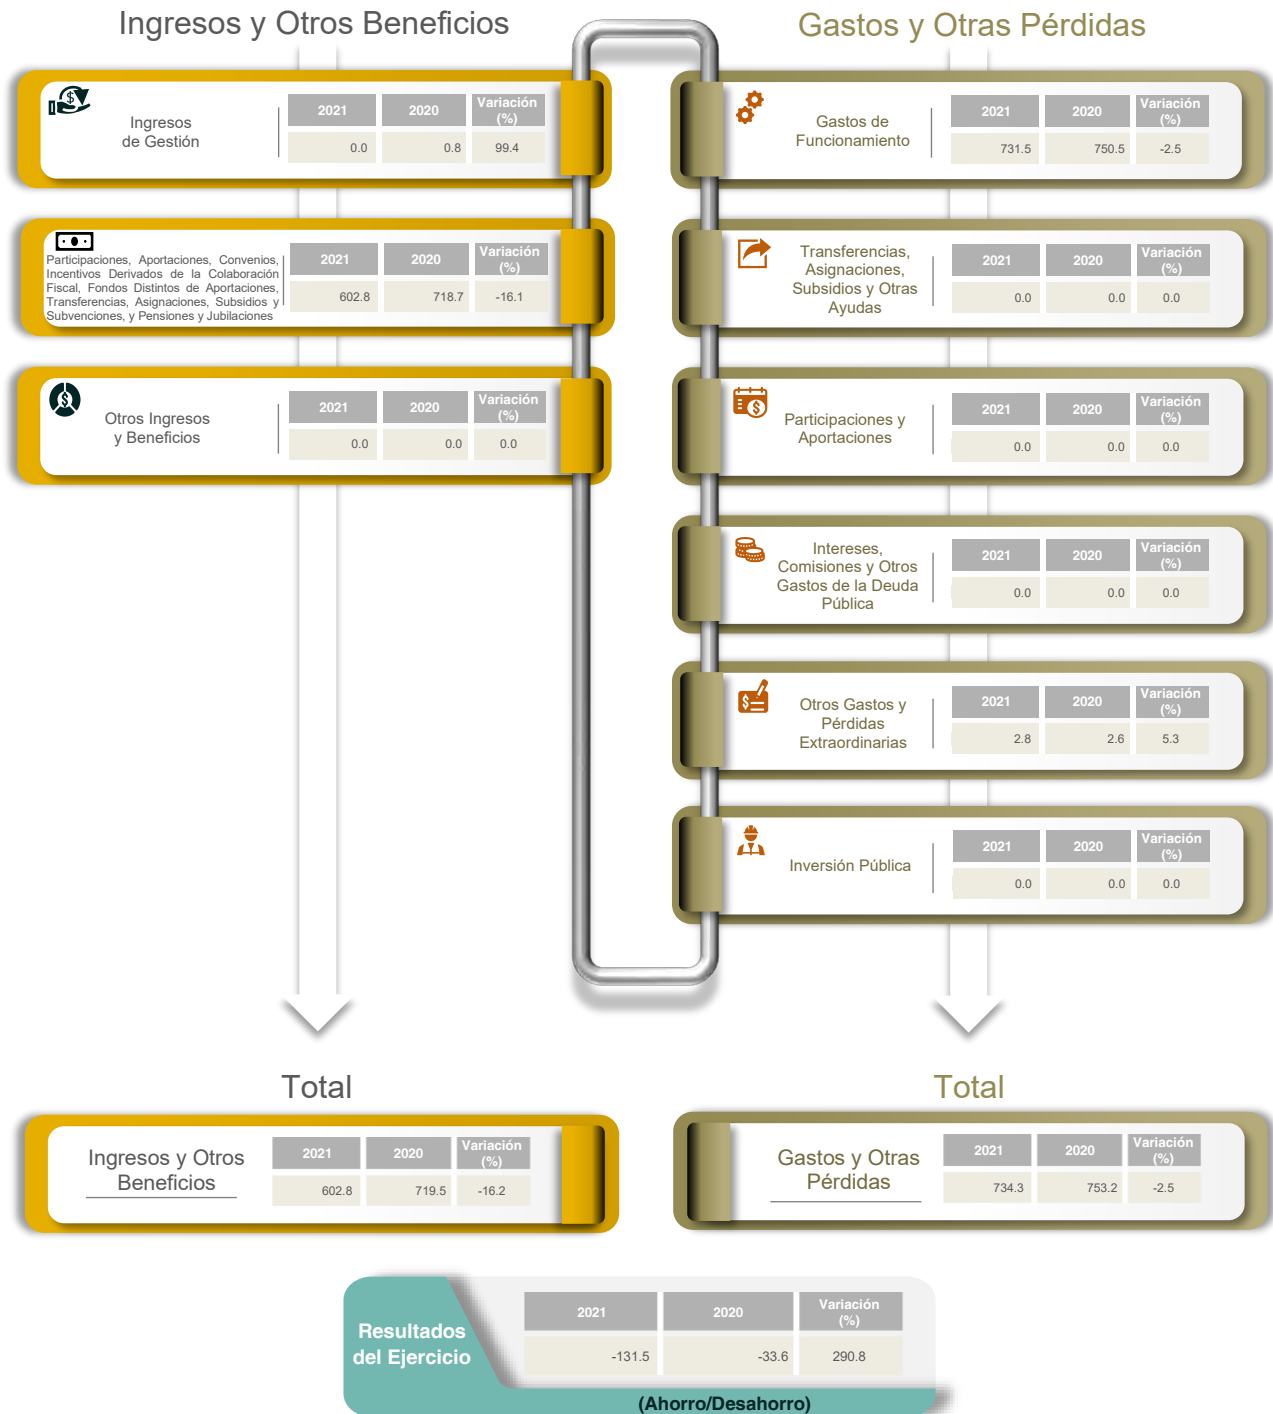 Ingresos y Otros Beneficios
Ingresos
de Gestión
2021 2020 Variación (%)
0.0 0.8 99.4
Participaciones, Aportaciones, Convenios,
Incentivos Derivados de la Colaboración
Fiscal, Fondos Distintos de Aportaciones,
Transferencias, Asignaciones, Subsidios y
Subvenciones, y Pensiones y Jubilaciones
2021 2020 Variación (%)
602.8 718.7 -16.1
Otros Ingresos
y Beneficios
2021 2020 Variación (%)
0.0 0.0 0.0
Total
Ingresos y Otros
Beneficios
2021 2020 Variación (%)
602.8 719.5 -16.2
Gastos y Otras Pérdidas
Gastos de
Funcionamiento
2021 2020 Variación (%)
731.5 750.5 -2.5
Transferencias,
Asignaciones,
Subsidios y Otras
Ayudas
2021 2020 Variación (%)
0.0 0.0 0.0
Participaciones y
Aportaciones
2021 2020 Variación (%)
0.0 0.0 0.0
Intereses,
Comisiones y Otros
Gastos de la Deuda
Pública
2021 2020 Variación (%)
0.0 0.0 0.0
Otros Gastos y
Pérdidas
Extraordinarias
2021 2020 Variación (%)
2.8 2.6 5.3
Inversión Pública
2021 2020 Variación (%)
0.0 0.0 0.0
Total
Gastos y Otras
Pérdidas
2021 2020 Variación (%)
734.3 753.2 -2.5
Resultados
del Ejercicio
2021 2020 Variación (%)
-131.5 -33.6 290.8
(Ahorro/Desahorro)